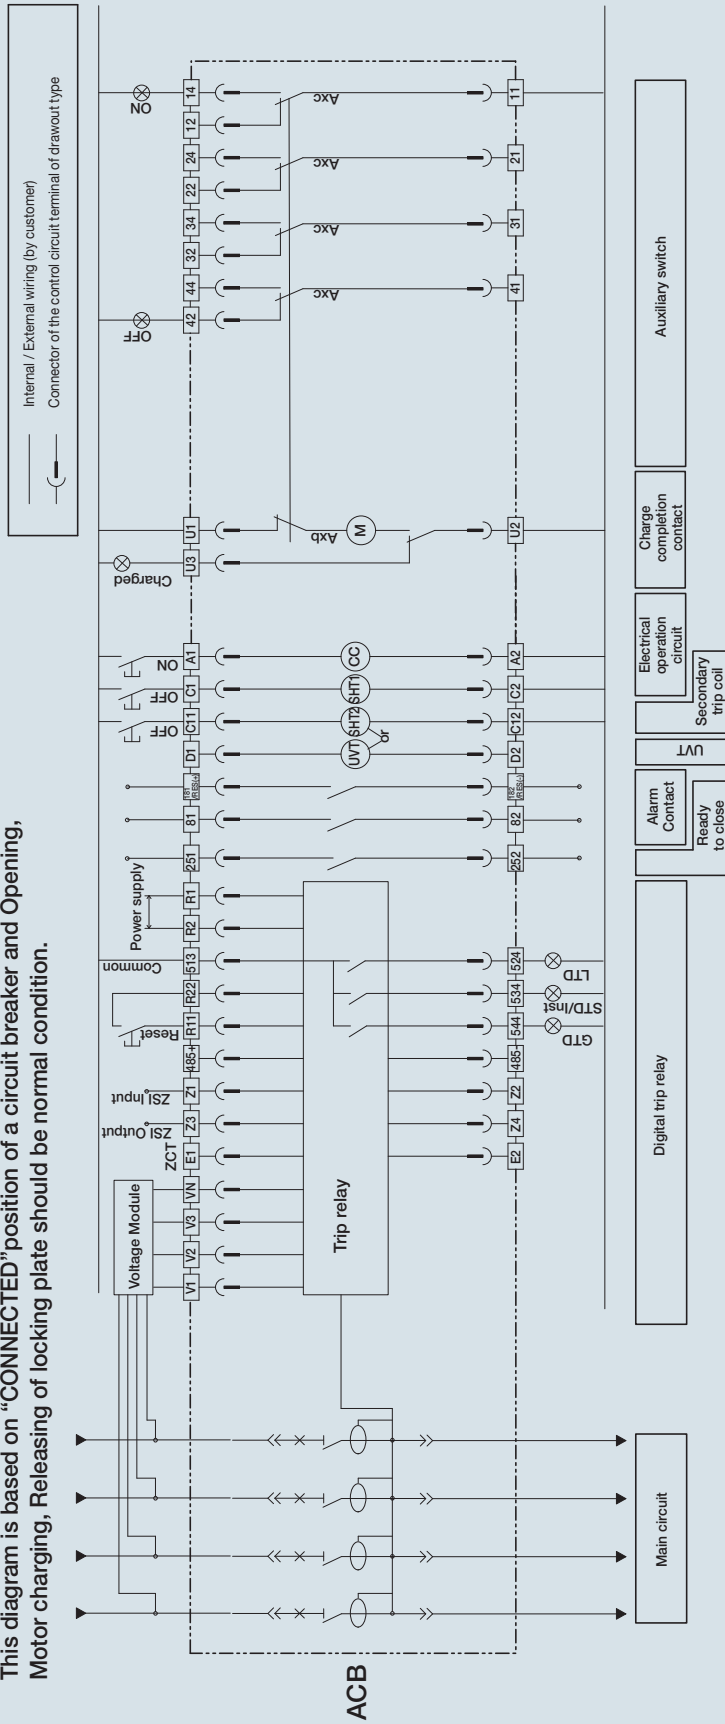 This diagram is based on “CONNECTED”position of a circuit breaker and Opening,
Motor charging, Releasing of locking plate should be normal condition.
Internal / External wiring (by customer)
Connector of the control circuit terminal of drawout type
Voltage Module
ZCT
ZSI Output
ZSI Input
Reset
Common
Power supply
OFF
OFF
ON
Charged
OFF
ON
V1
V2
V3
VN
E1
Z3
Z1
485+
R11
R22
513
R2
R1
251
81
181
/RES(+)
D1
C11
C1
A1
U3
U1
42
44
32
34
22
24
12
14
Trip relay
UVT
or
SHT2
SHT1
CC
M
Axb
Axc
Axc
Axc
Axc
ACB
E2
Z4
Z2
485-
544
534
524
252
82
182
/RES(-)
D2
C12
C2
A2
U2
41
31
21
11
GTD
STD/Inst
LTD
Main circuit
Digital trip relay
Alarm
Contact
Ready
to close
UVT
Secondary
trip coil
Electrical
operation
circuit
Charge
completion
contact
Auxiliary switch